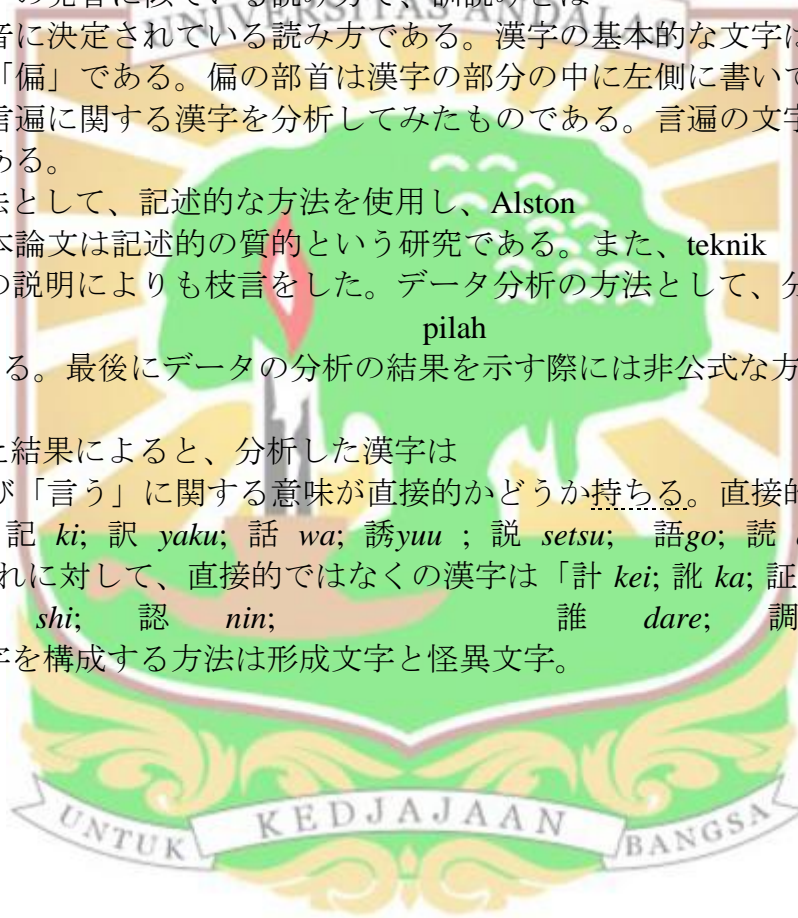 の発音に似ている読み方で、訓読みとは
UNIVERSITAS ANDALAS
音に決定されている読み方である。漢字の基本的な文字は
「偏」である。偏の部首は漢字の部分の中に左側に書いて
言遍に関する漢字を分析してみたものである。言遍の文字
ある。
法として、記述的な方法を使用し、Alston
本論文は記述的の質的という研究である。また、teknik
の説明によりも枝言をした。データ分析の方法として、分
pilah
る。最後にデータの分析の結果を示す際には非公式な方
結果によると、分析した漢字は
び「言う」に関する意味が直接的かどうか持ちる。直接的
記 ki; 訳 yaku; 話 wa; 誘yuu ; 説 setsu; 語go; 読
れに対して、直接的ではなくの漢字は「計 kei; 訛 ka; 証
shi; 認 nin; 誰 dare; 調
字を構成する方法は形成文字と怪異文字。
UNTUK KEDJAJAAN BANGSA